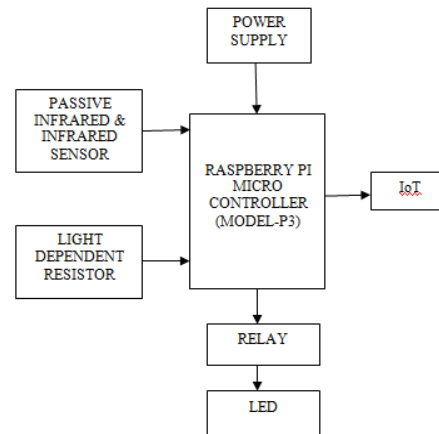 POWER
SUPPLY
PASSIVE
INFRARED &
INFRARED
SENSOR
RASPBERRY PI
MICRO
CONTROLLER
(MODEL-P3)
IoT
LIGHT
DEPENDENT
RESISTOR
RELAY
LED